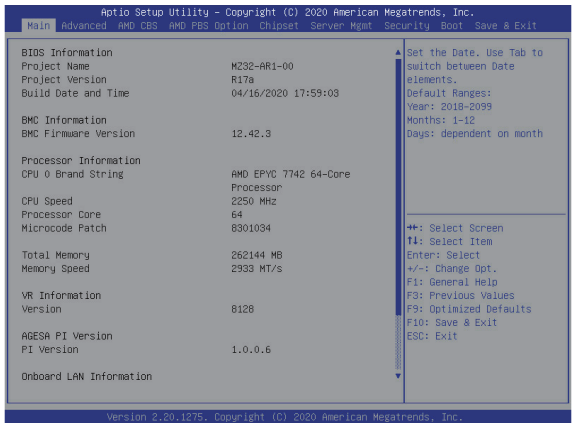 Aptio Setup Utility – Copyright (C) 2020 American Megatrends, Inc.
Main Advanced AMD CBS AMD PBS Option Chipset Server Mgmt Security Boot Save & Exit
BIOS Information
Project Name MZ32-AR1-00
Project Version R17a
Build Date and Time 04/16/2020 17:59:03
BMC Information
BMC Firmware Version 12.42.3
Processor Information
CPU 0 Brand String AMD EPYC 7742 64-Core
Processor
CPU Speed 2250 MHz
Processor Core 64
Microcode Patch 8301034
Total Memory 262144 MB
Memory Speed 2933 MT/s
VR Information
Version 8128
AGESA PI Version
PI Version 1.0.0.6
Onboard LAN Information
Set the Date. Use Tab to
switch between Date
elements.
Default Ranges:
Year: 2018-2099
Months: 1-12
Days: dependent on month
→←: Select Screen
↑↓: Select Item
Enter: Select
+/-: Change Opt.
F1: General Help
F3: Previous Values
F9: Optimized Defaults
F10: Save & Exit
ESC: Exit
Version 2.20.1275. Copyright (C) 2020 American Megatrends, Inc.